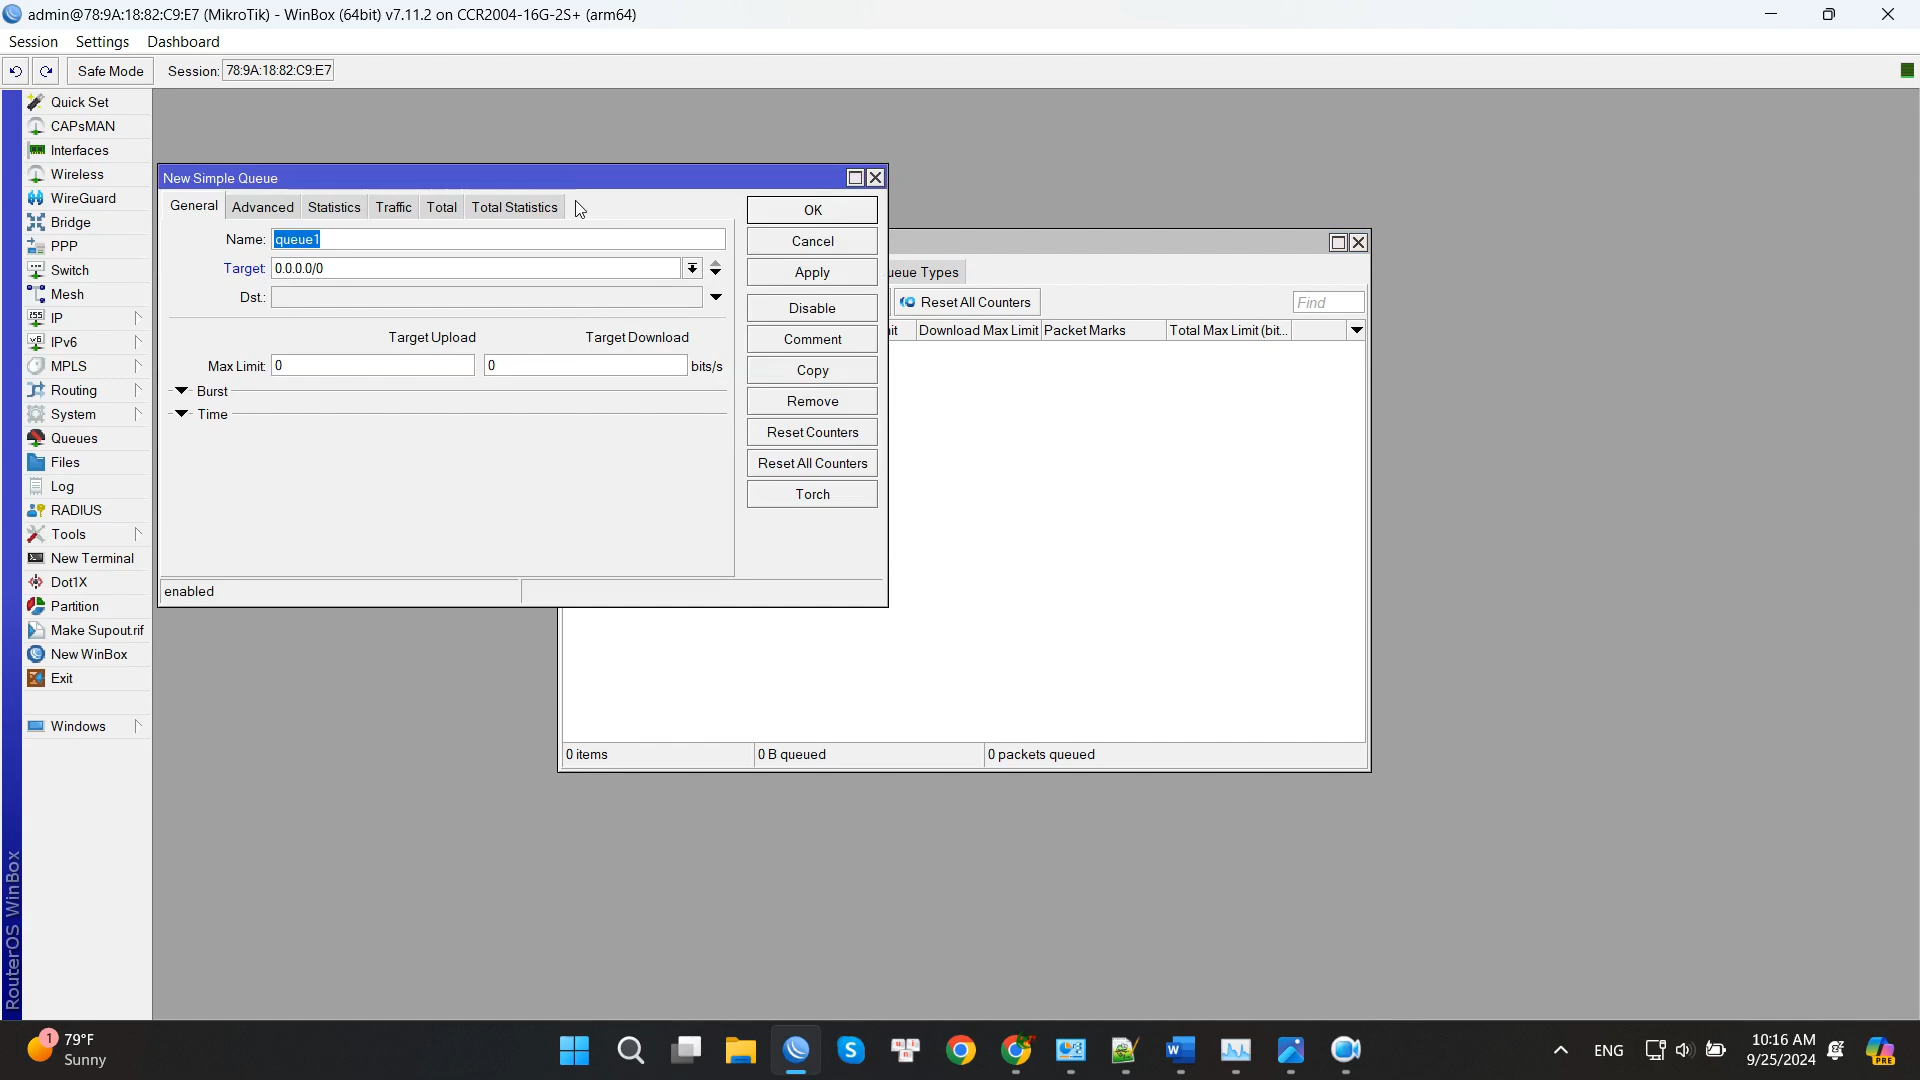 admin@78:9A:18:82:C9:E7 (MikroTik) - WinBox (64bit) v7.11.2 on CCR2004-16G-2S+ (arm64)
Session Settings Dashboard
Safe Mode Session: 78:9A:18:82:C9:E7
Quick Set
CAPsMAN
Interfaces
Wireless
WireGuard
Bridge
PPP
Switch
Mesh
IP
IPv6
MPLS
Routing
System
Queues
Files
Log
RADIUS
Tools
New Terminal
Dot1X
Partition
Make Supout.rif
New WinBox
Exit
Windows
RouterOS WinBox
New Simple Queue
General Advanced Statistics Traffic Total Total Statistics
Name: queue1
Target: 0.0.0.0/0
Dst.:
Target Upload Target Download
Max Limit: 0 0 bits/s
Burst
Time
OK
Cancel
Apply
Disable
Comment
Copy
Remove
Reset Counters
Reset All Counters
Torch
enabled
ueue Types
Reset All Counters Find
it Download Max Limit Packet Marks Total Max Limit (bit...
0 items 0 B queued 0 packets queued
1 79°F
Sunny
ENG
10:16 AM
9/25/2024
PRE